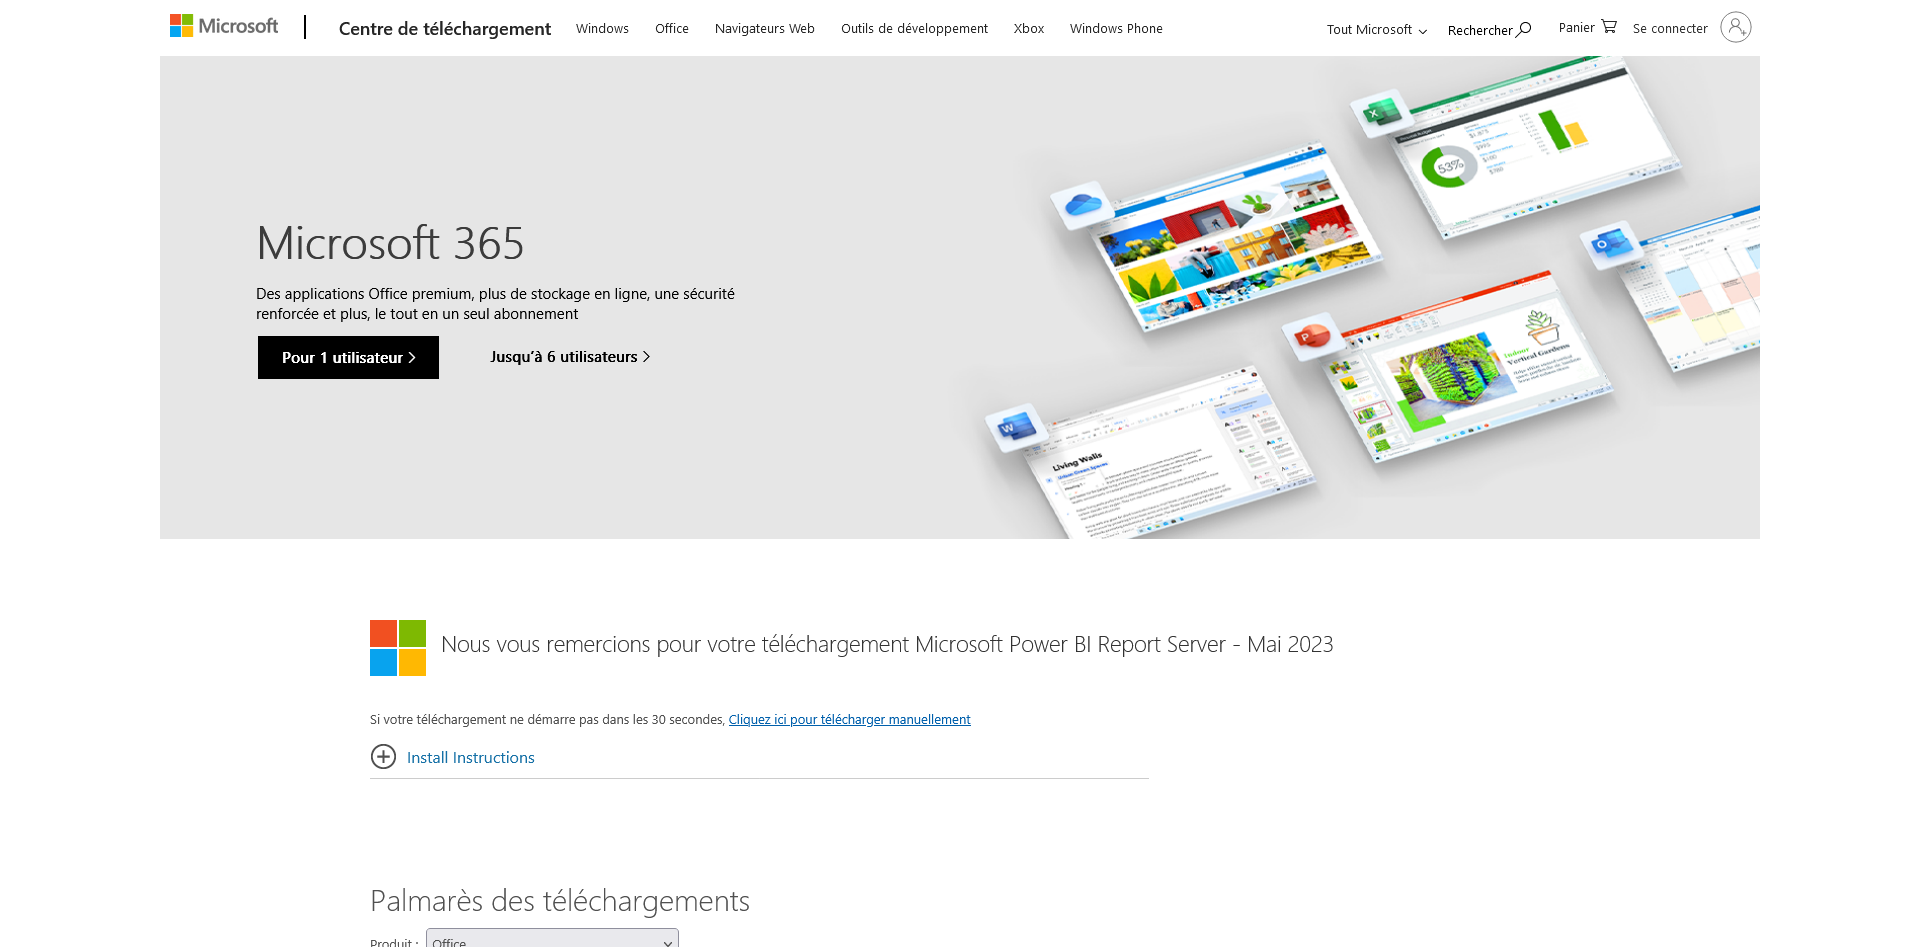 Microsoft
Centre de téléchargement
Windows
Office
Navigateurs Web
Outils de développement
Xbox
Windows Phone
Tout Microsoft
Rechercher
Panier
Se connecter
Microsoft 365
Des applications Office premium, plus de stockage en ligne, une sécurité
renforcée et plus, le tout en un seul abonnement
Pour 1 utilisateur
Jusqu'à 6 utilisateurs
53%
Indoor
Vertical Gardens
Living Walls
Nous vous remercions pour votre téléchargement Microsoft Power BI Report Server - Mai 2023
Si votre téléchargement ne démarre pas dans les 30 secondes, Cliquez ici pour télécharger manuellement
Install Instructions
Palmarès des téléchargements
Produit :
Office